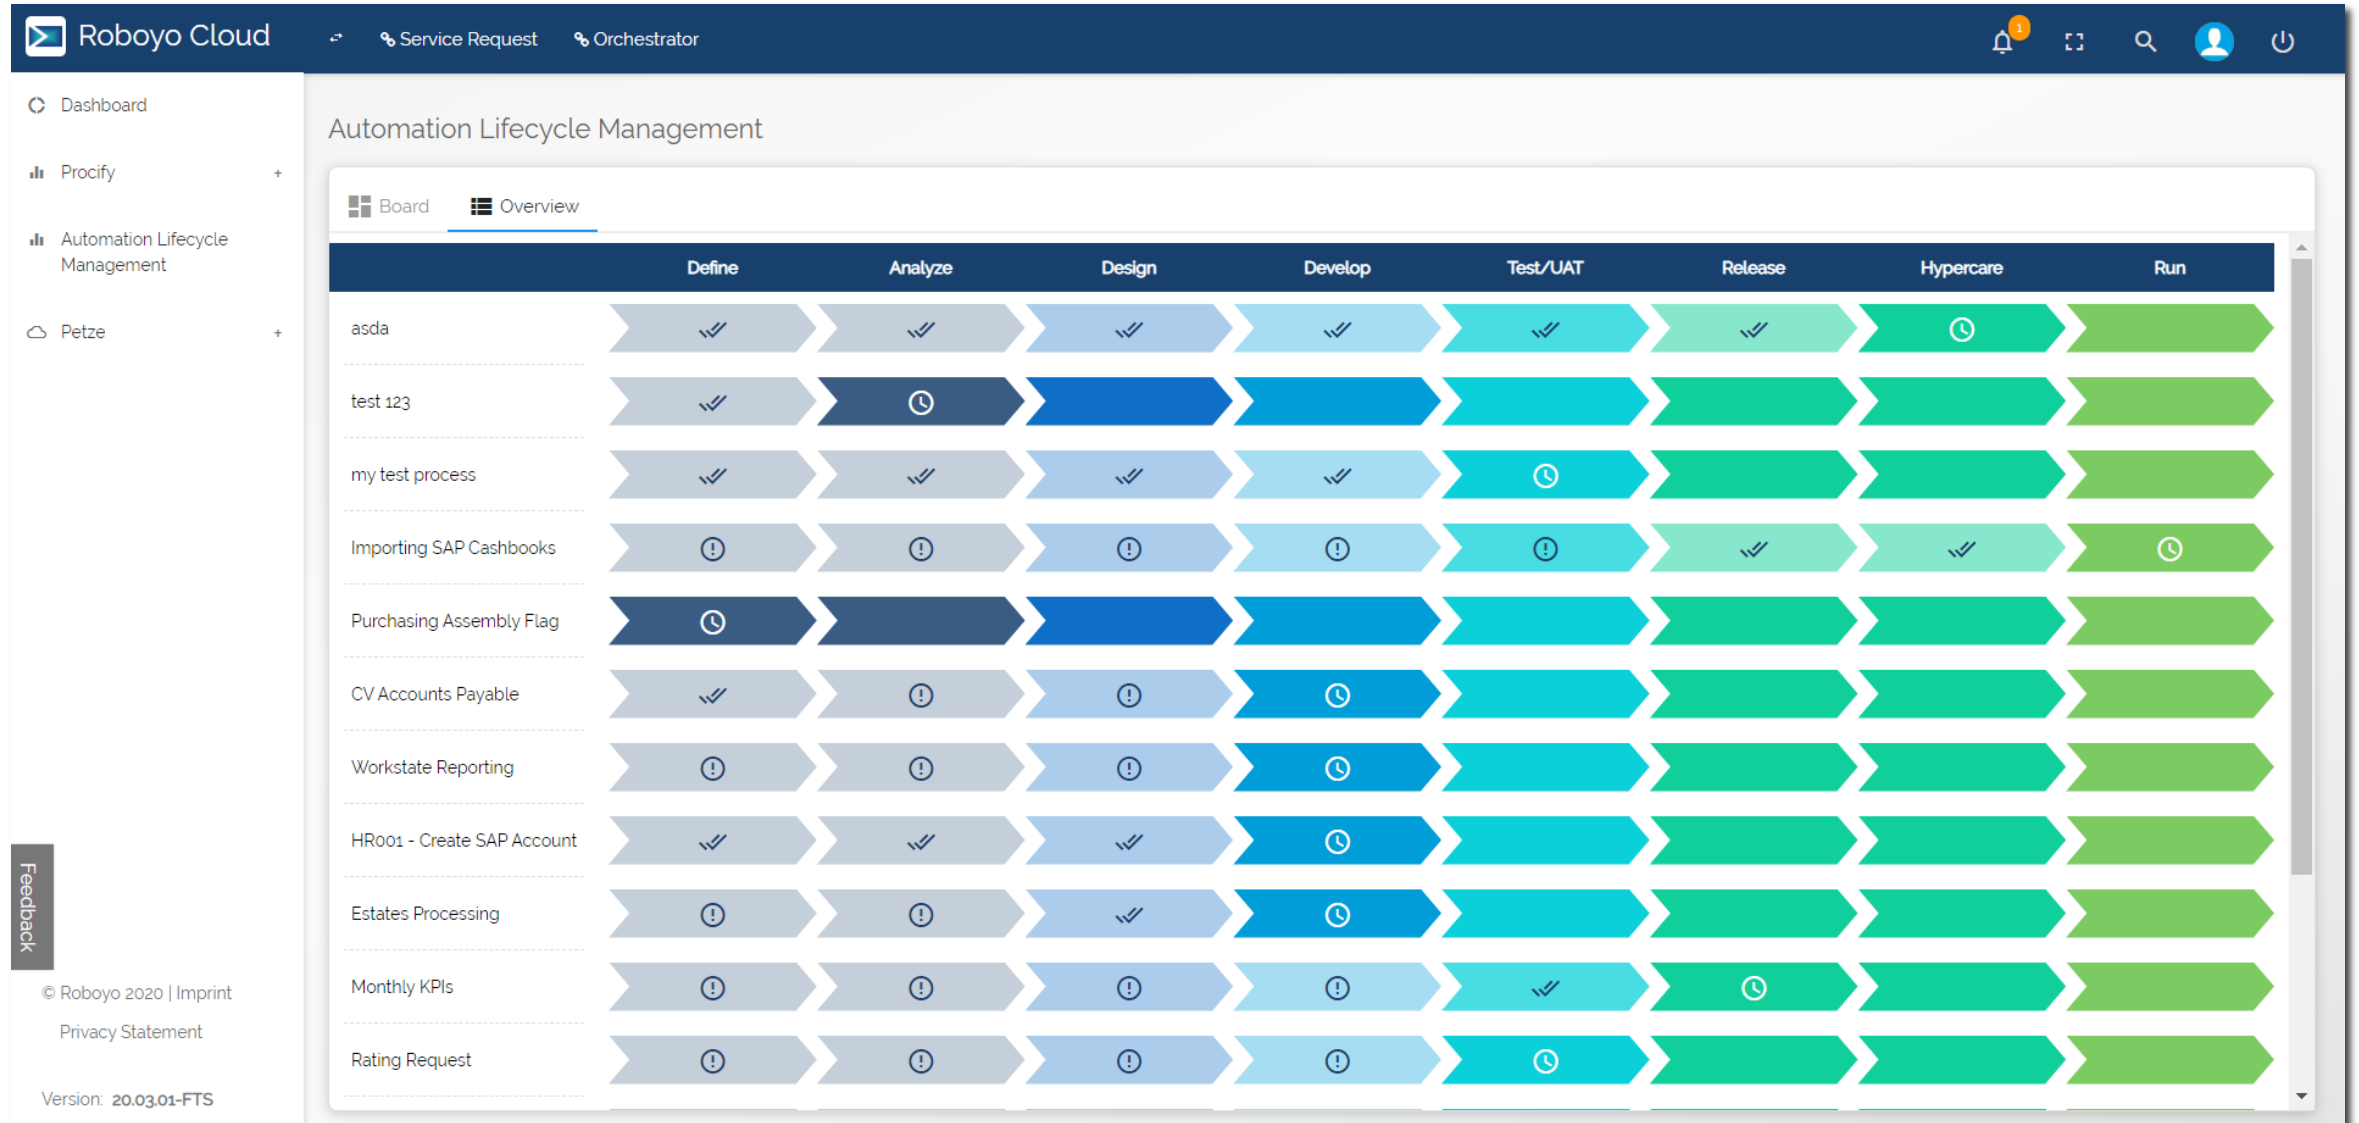 Roboyo Cloud
Service Request
Orchestrator
1
Dashboard
Procify +
Automation Lifecycle
Management
Petze +
Feedback
© Roboyo 2020 | Imprint
Privacy Statement
Version: 20.03.01-FTS
Automation Lifecycle Management
Board
Overview
Define Analyze Design Develop Test/UAT Release Hypercare Run
asda
test 123
my test process
Importing SAP Cashbooks
Purchasing Assembly Flag
CV Accounts Payable
Workstate Reporting
HR001 - Create SAP Account
Estates Processing
Monthly KPIs
Rating Request